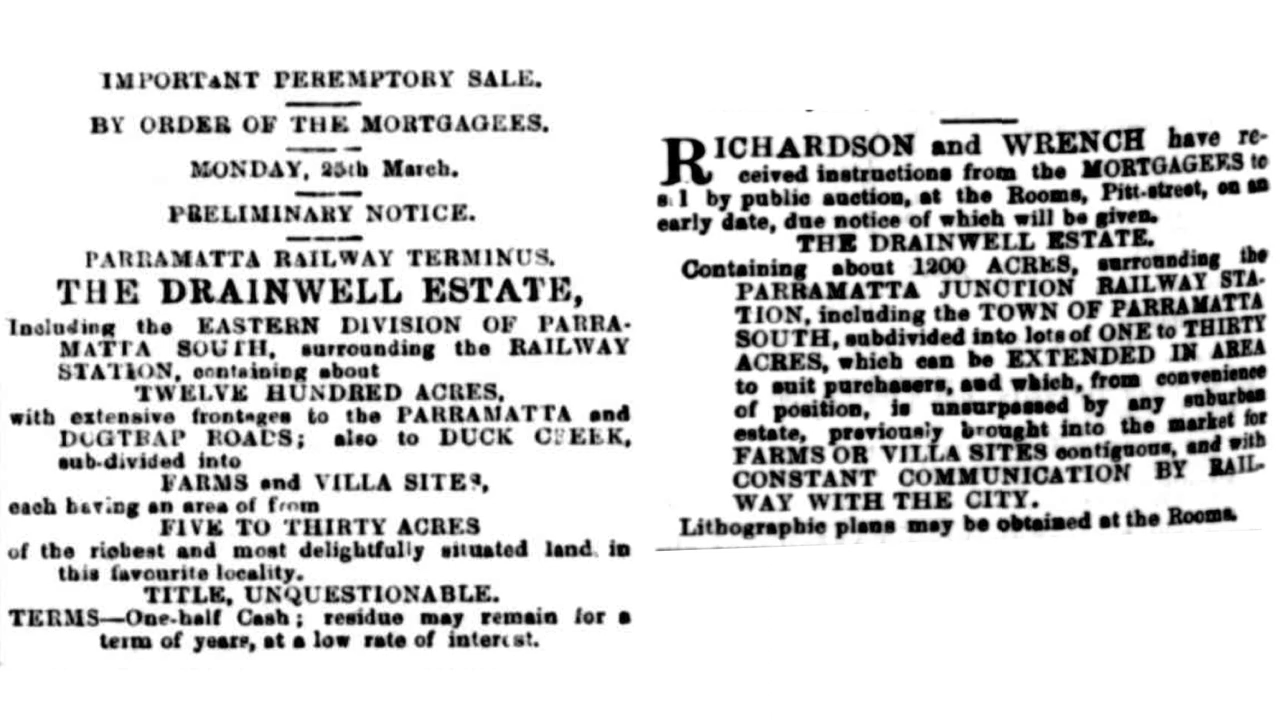 IMPORTANT PEREMPTORY SALE.
BY ORDER OF THE MORTGAGEES.
MONDAY, 25th March.
PRELIMINARY NOTICE.
PARRAMATTA RAILWAY TERMINUS.
THE DRAINWELL ESTATE,
Including the EASTERN DIVISION OF PARRA-
MATTA SOUTH, surrounding the RAILWAY
STATION, containing about
TWELVE HUNDRED ACRES,
with extensive frontages to the PARRAMATTA and
DOGTRAP ROADS; also to DUCK CREEK,
sub-divided into
FARMS and VILLA SITES,
each having an area of from
FIVE TO THIRTY ACRES
of the richest and most delightfully situated land in
this favourite locality.
TITLE, UNQUESTIONABLE.
TERMS—One-half Cash; residue may remain for a
term of years, at a low rate of interest.
RICHARDSON and WRENCH have re-
ceived instructions from the MORTGAGEES to
s l by public auction, at the Rooms, Pitt-street, on an
early date, due notice of which will be given.
THE DRAINWELL ESTATE.
Containing about 1200 ACRES, surrounding the
PARRAMATTA JUNCTION RAILWAY STA-
TION, including the TOWN OF PARRAMATTA
SOUTH, subdivided into lots of ONE to THIRTY
ACRES, which can be EXTENDED IN AREA
to suit purchasers, and which, from convenience
of position, is unsurpassed by any suburban
estate, previously brought into the market for
FARMS OR VILLA SITES contiguous, and with
CONSTANT COMMUNICATION BY RAIL-
WAY WITH THE CITY.
Lithographic plans may be obtained at the Rooms.